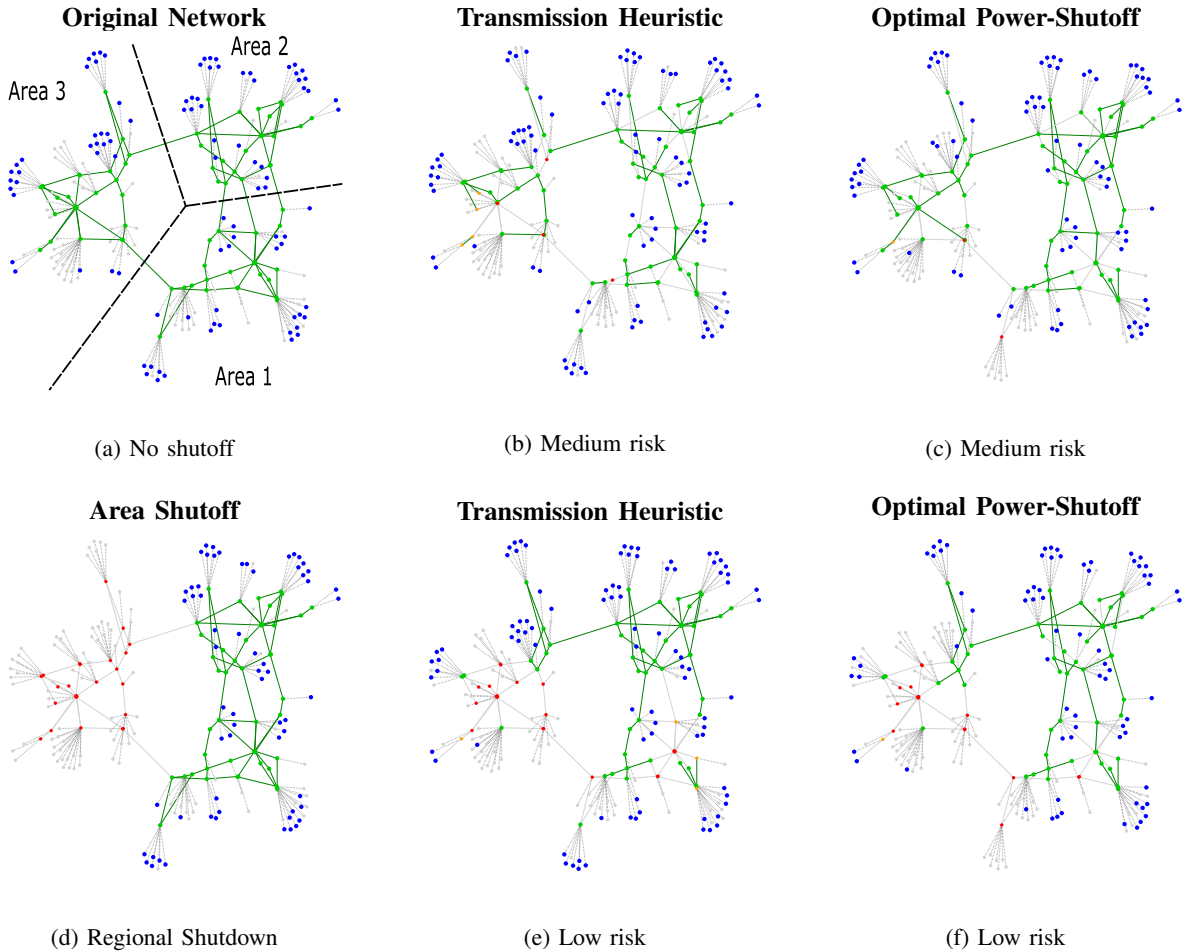 Original Network
Transmission Heuristic
Optimal Power-Shutoff
Area 2
Area 3
Area 1
(a) No shutoff
(b) Medium risk
(c) Medium risk
Area Shutoff
Transmission Heuristic
Optimal Power-Shutoff
(d) Regional Shutdown
(e) Low risk
(f) Low risk